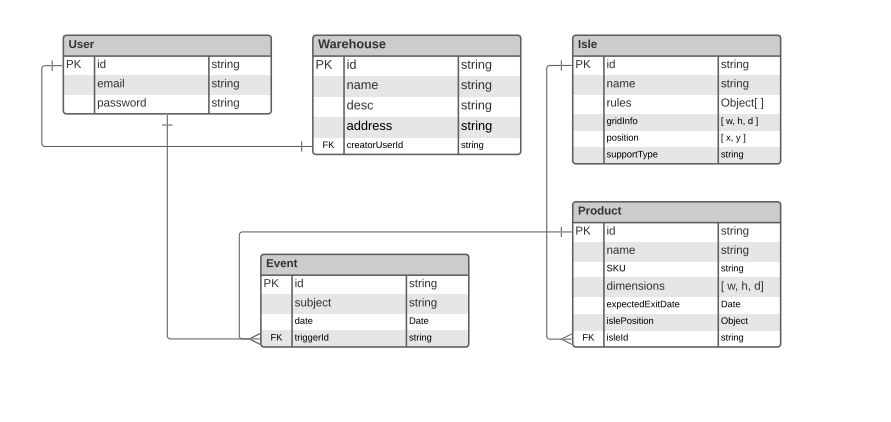 User
PK id string
email string
password string
Warehouse
PK id string
name string
desc string
address string
FK creatorUserId string
Isle
PK id string
name string
rules Object[ ]
gridInfo [ w, h, d ]
position [ x, y ]
supportType string
Product
PK id string
name string
SKU string
dimensions [ w, h, d]
expectedExitDate Date
islePosition Object
FK isleId string
Event
PK id string
subject string
date Date
FK triggerId string